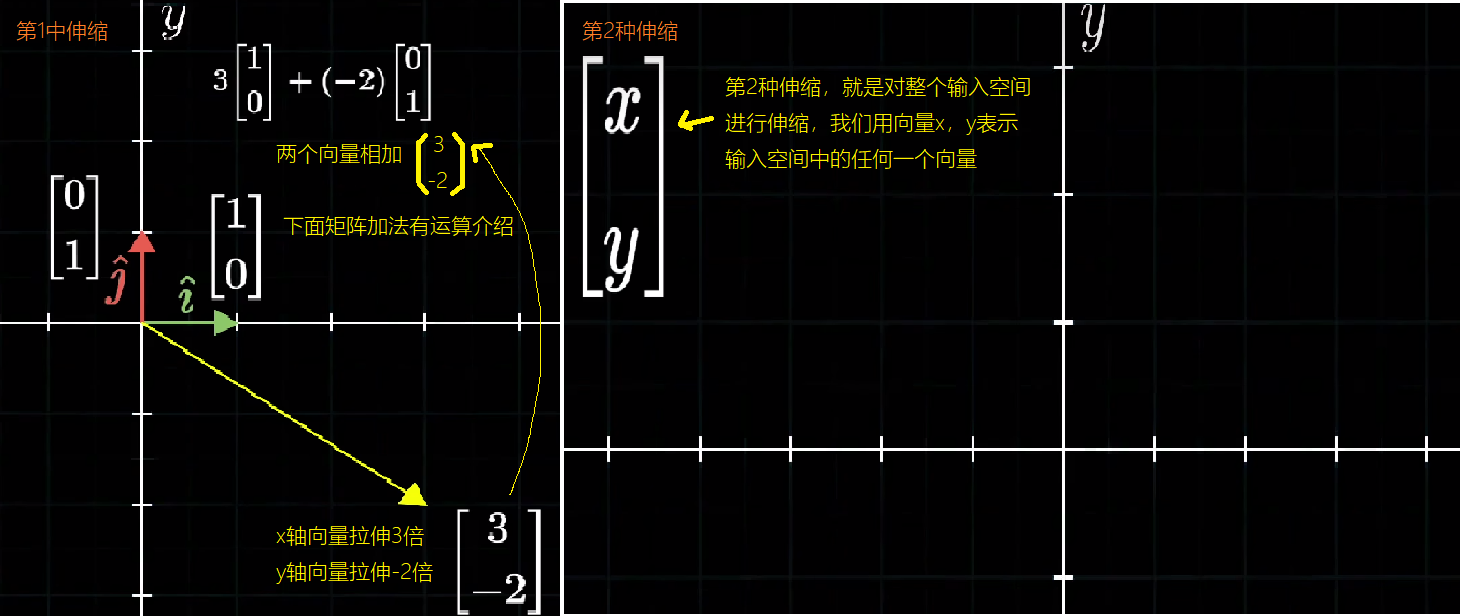 第1中伸缩
y
3 [1 0] + (-2) [0 1]
两个向量相加 (3 -2)
下面矩阵加法有运算介绍
[0 1]
ĵ
[1 0]
î
x轴向量拉伸3倍
y轴向量拉伸-2倍
[3 -2]
第2种伸缩
y
[x y]
第2种伸缩，就是对整个输入空间
进行伸缩，我们用向量x，y表示
输入空间中的任何一个向量